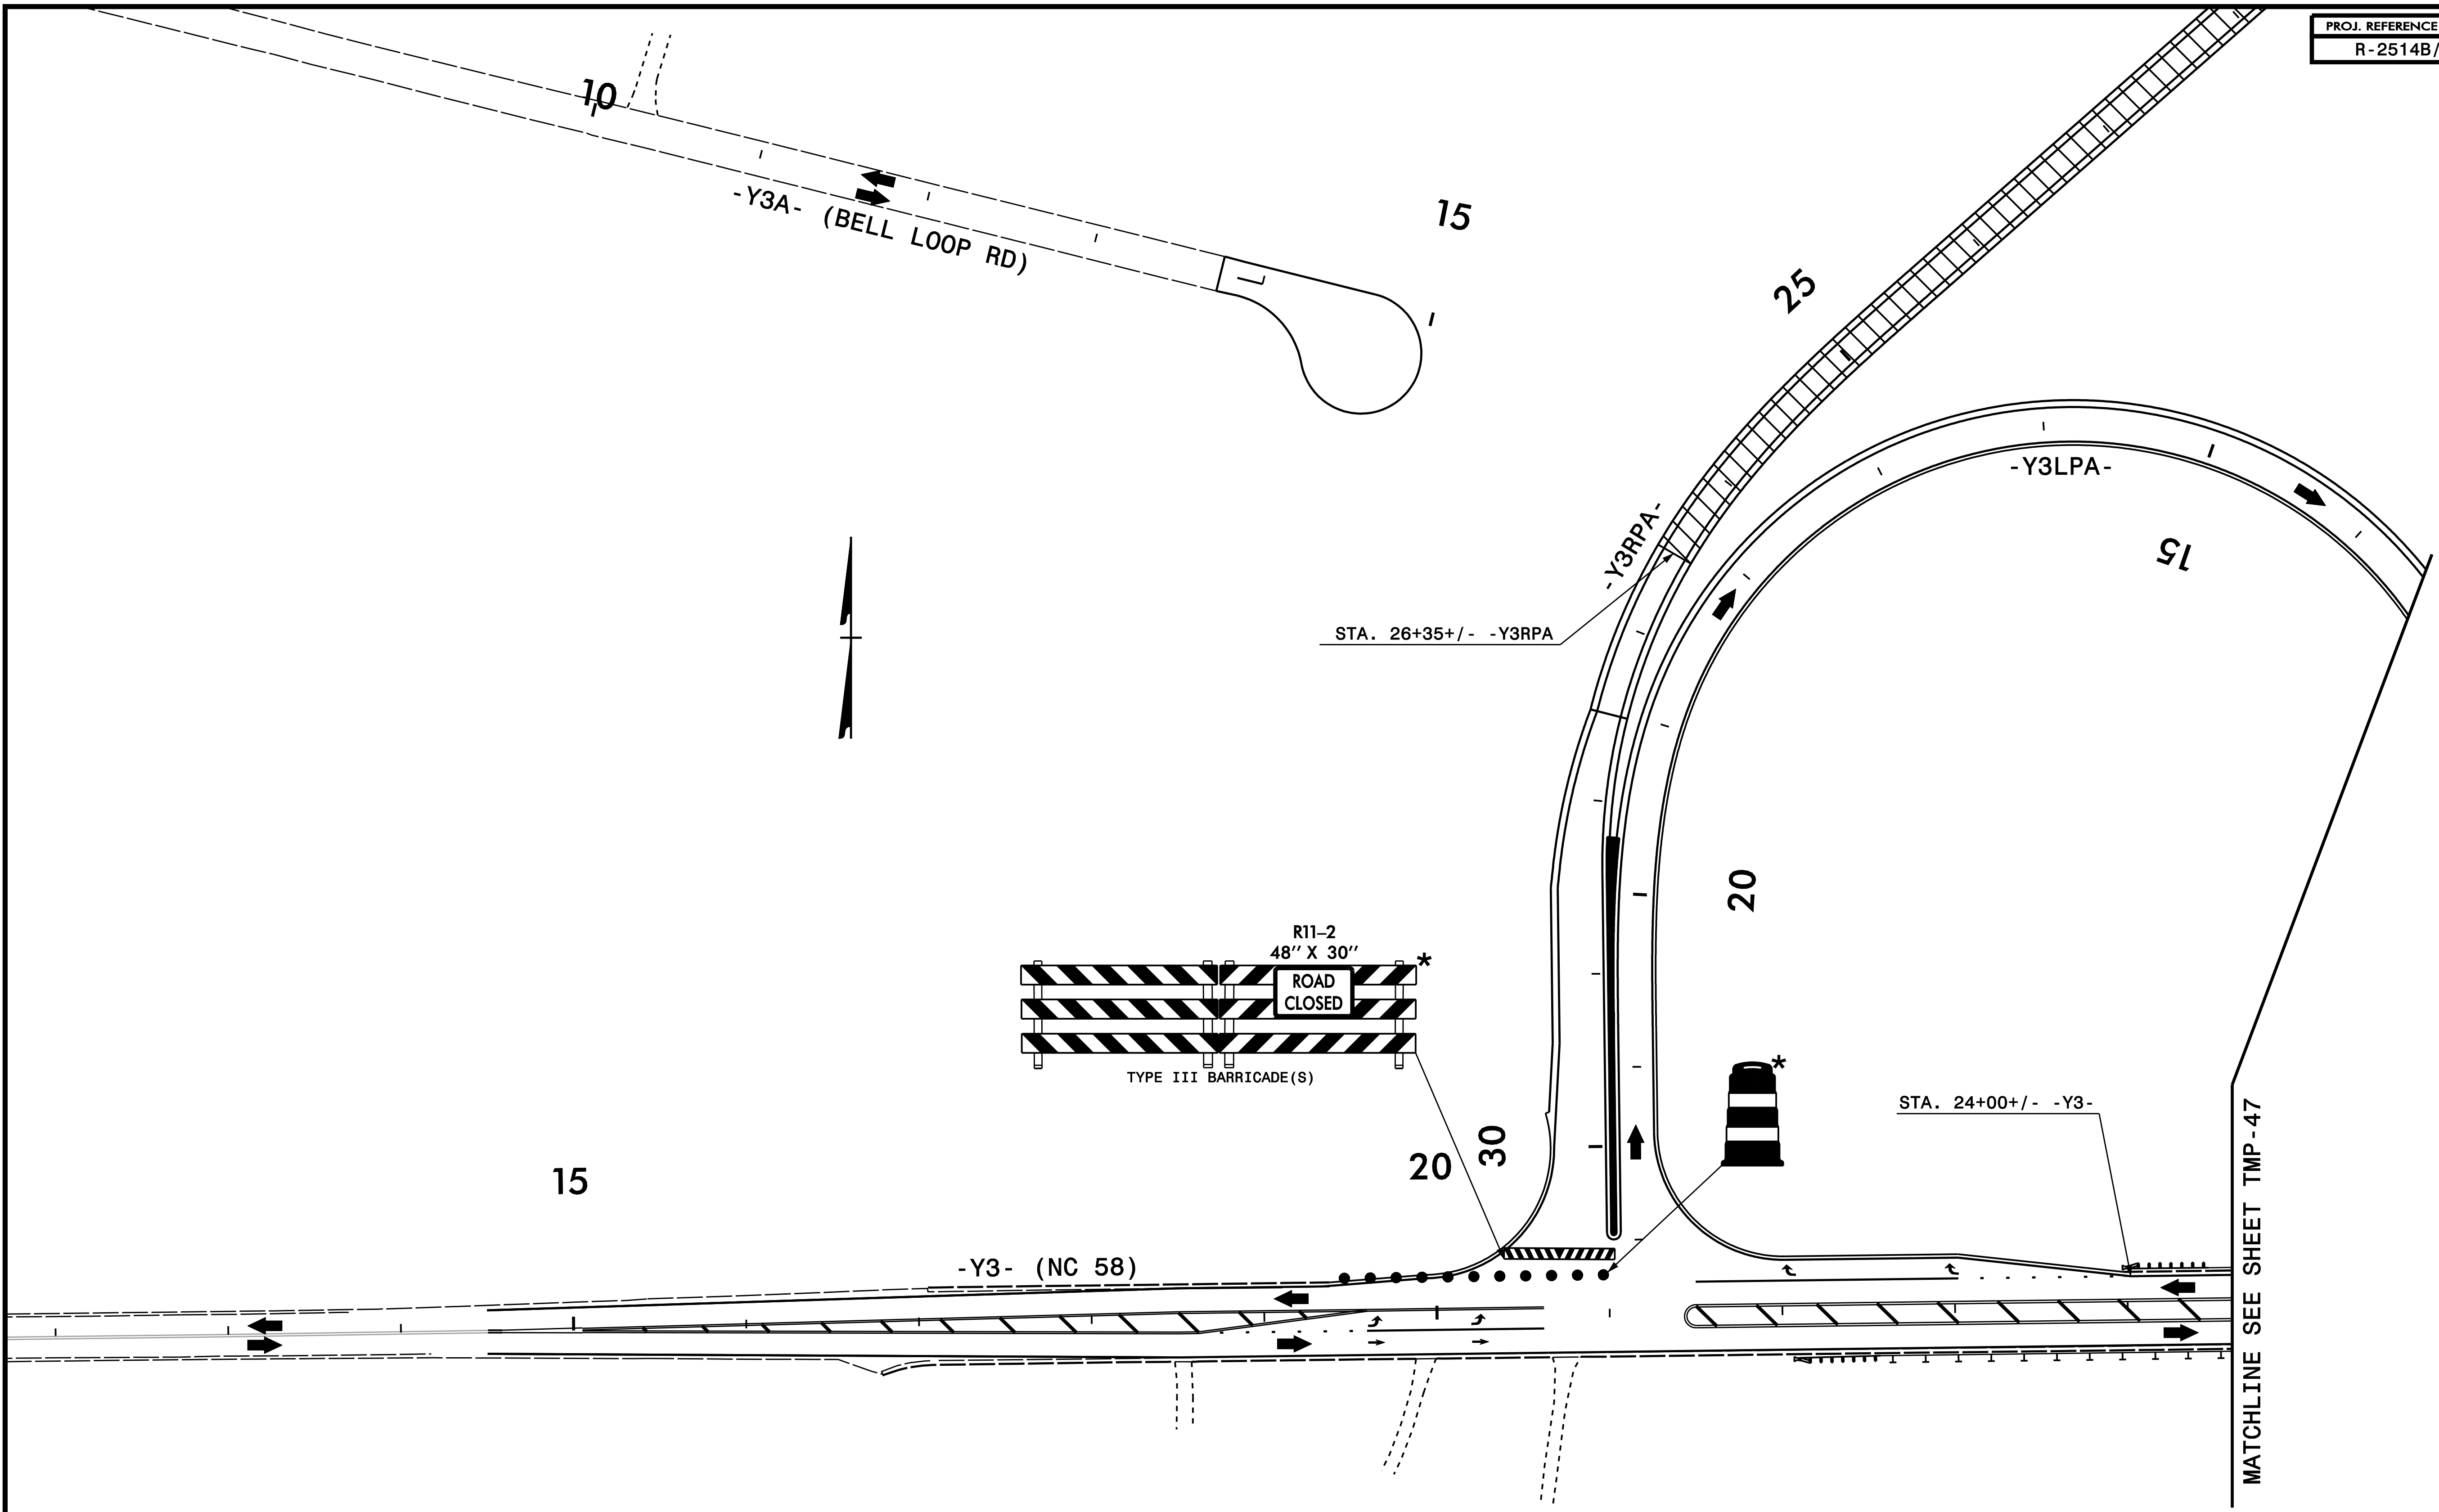 PROJ. REFERENCE
R-2514B/
10
15
-Y3A- (BELL LOOP RD)
25
-Y3LPA-
-Y3RPA-
15
STA. 26+35+/- -Y3RPA
20
R11-2
48" X 30"
*
ROAD
CLOSED
TYPE III BARRICADE(S)
*
STA. 24+00+/- -Y3-
15
20
30
-Y3- (NC 58)
MATCHLINE SEE SHEET TMP-47